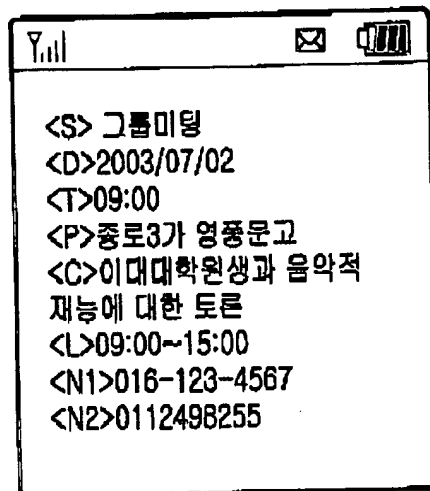 <S> 그룹미팅
<D>2003/07/02
<T>09:00
<P>종로3가 영풍문고
<C>이대대학원생과 음악적
재능에 대한 토론
<L>09:00~15:00
<N1>016-123-4567
<N2>0112498255